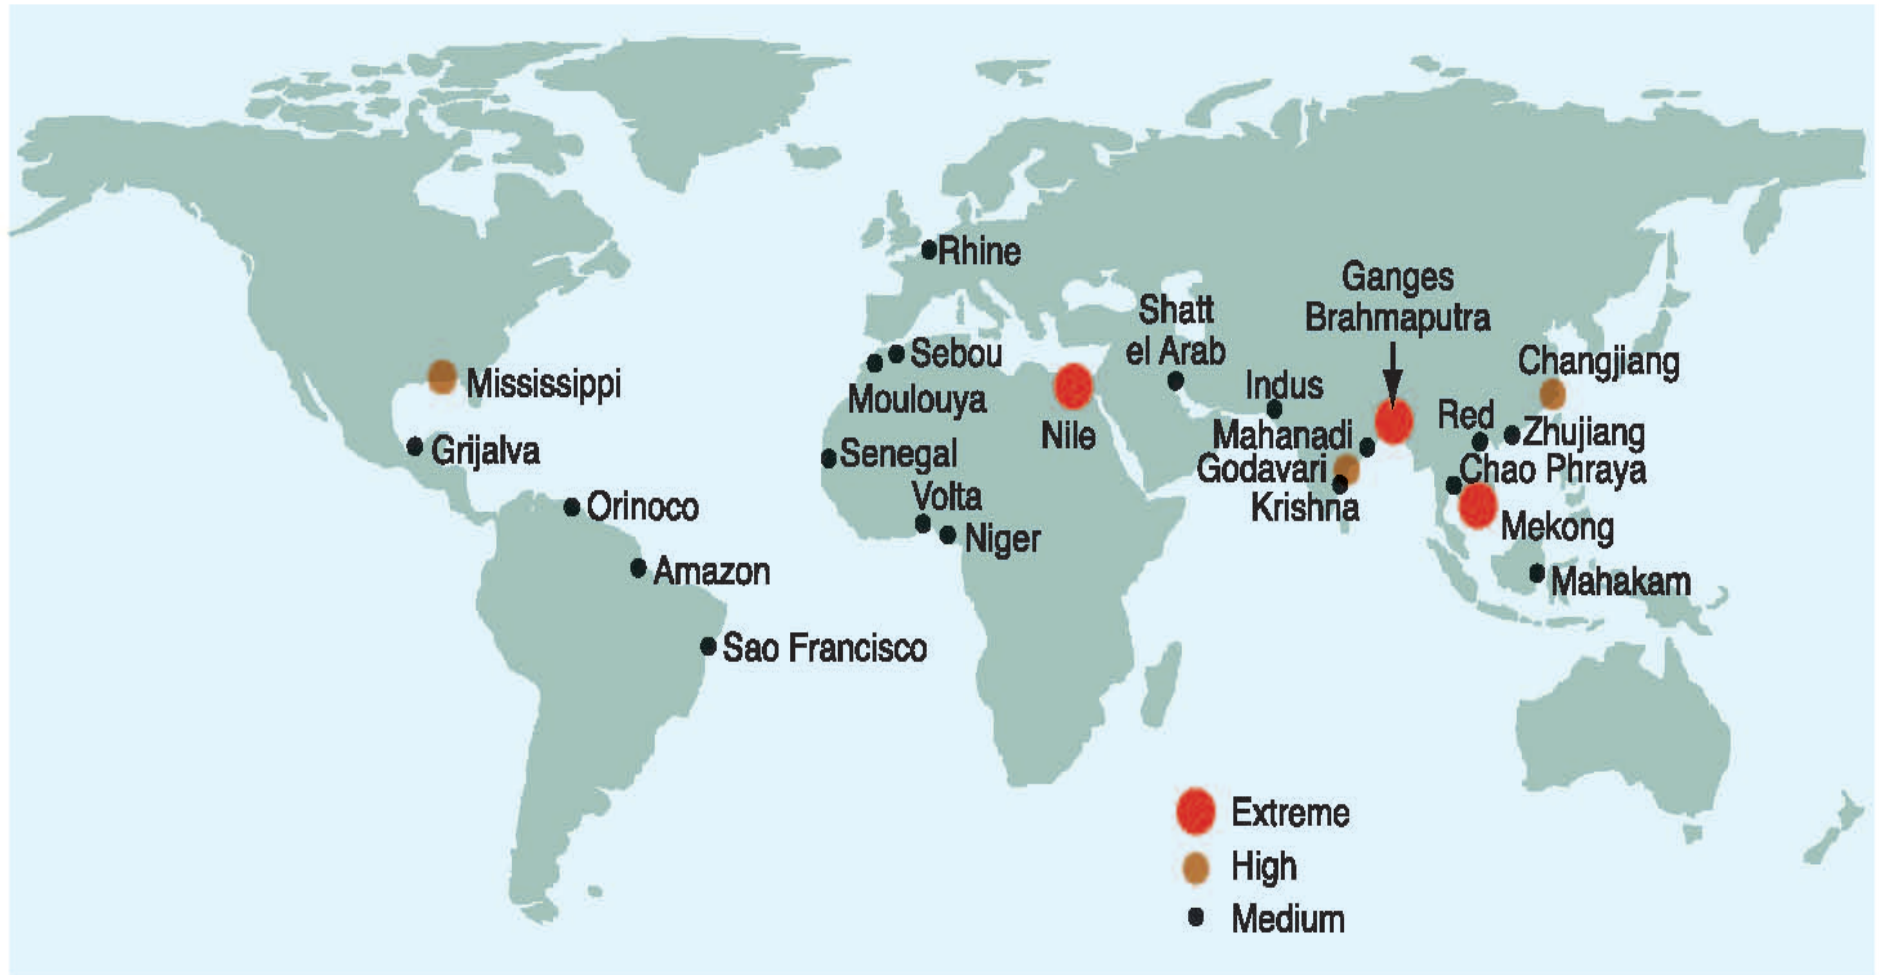 Rhine
Ganges
Brahmaputra
Shatt
el Arab
Sebou
Moulouya
Changjiang
Mississippi
Indus
Nile
Red
Zhujiang
Mahanadi
Grijalva
Senegal
Godavari
Chao Phraya
Volta
Krishna
Orinoco
Niger
Mekong
Amazon
Mahakam
Sao Francisco
Extreme
High
Medium